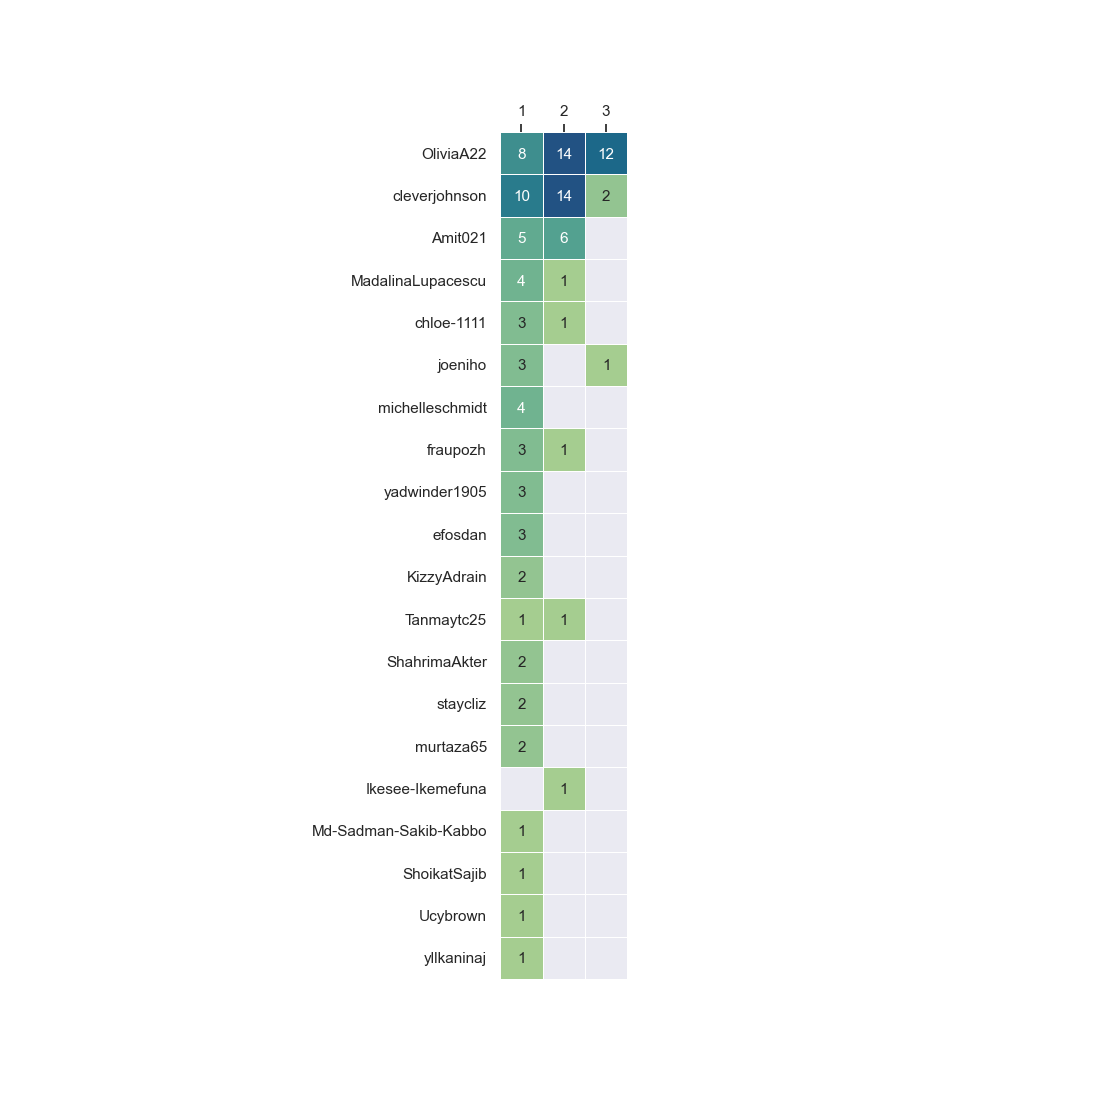 1 2 3
OliviaA22 8 14 12
cleverjohnson 10 14 2
Amit021 5 6
MadalinaLupacescu 4 1
chloe-1111 3 1
joeniho 3 1
michelleschmidt 4
fraupozh 3 1
yadwinder1905 3
efosdan 3
KizzyAdrain 2
Tanmaytc25 1 1
ShahrimaAkter 2
staycliz 2
murtaza65 2
Ikesee-Ikemefuna 1
Md-Sadman-Sakib-Kabbo 1
ShoikatSajib 1
Ucybrown 1
yllkaninaj 1